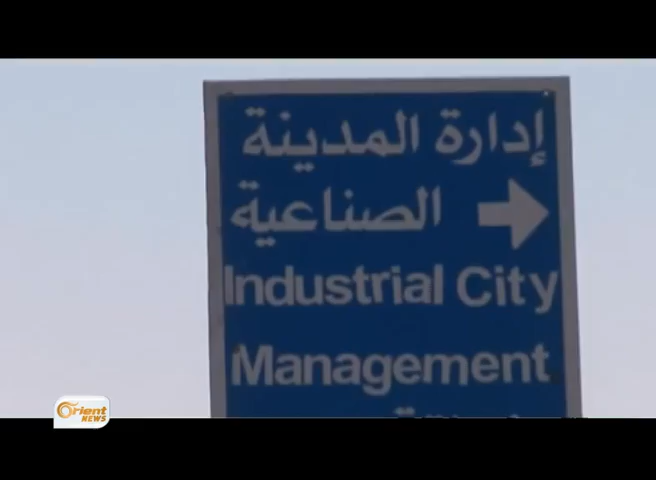 إدارة المدينة
الصناعية
Industrial City
Management
Orient
NEWS